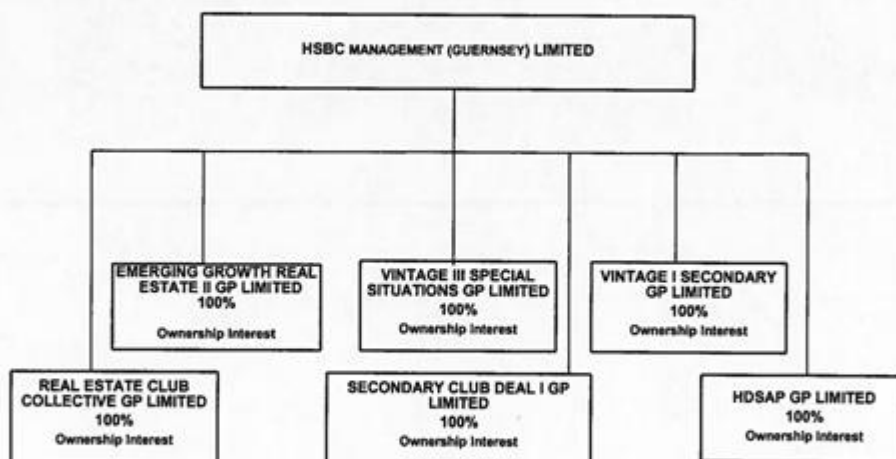 HSBC MANAGEMENT (GUERNSEY) LIMITED
EMERGING GROWTH REAL
ESTATE II GP LIMITED
100%
Ownership Interest
VINTAGE III SPECIAL
SITUATIONS GP LIMITED
100%
Ownership Interest
VINTAGE I SECONDARY
GP LIMITED
100%
Ownership Interest
REAL ESTATE CLUB
COLLECTIVE GP LIMITED
100%
Ownership Interest
SECONDARY CLUB DEAL I GP
LIMITED
100%
Ownership Interest
HDSAP GP LIMITED
100%
Ownership Interest